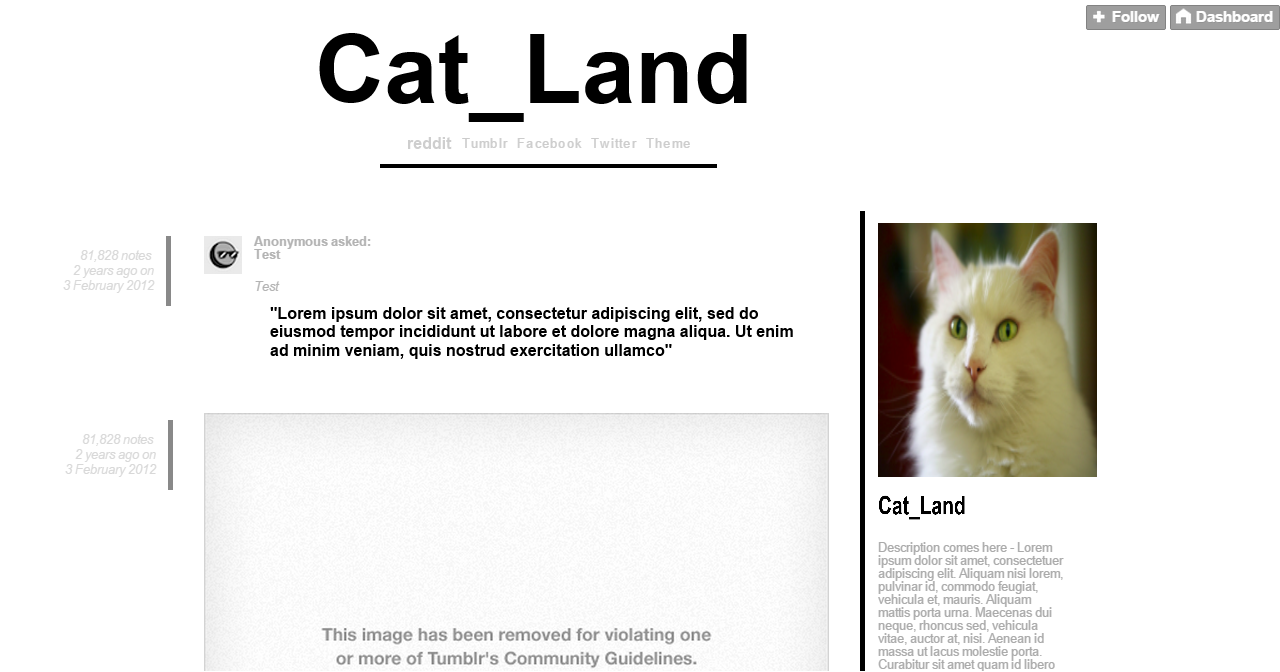 Follow
Dashboard
Cat_Land
reddit Tumblr Facebook Twitter Theme
81,828 notes
2 years ago on
3 February 2012
Anonymous asked:
Test
Test
"Lorem ipsum dolor sit amet, consectetur adipiscing elit, sed do
eiusmod tempor incididunt ut labore et dolore magna aliqua. Ut enim
ad minim veniam, quis nostrud exercitation ullamco"
81,828 notes
2 years ago on
3 February 2012
This image has been removed for violating one
or more of Tumblr's Community Guidelines.
Cat_Land
Description comes here - Lorem
ipsum dolor sit amet, consectetuer
adipiscing elit. Aliquam nisi lorem,
pulvinar id, commodo feugiat,
vehicula et, mauris. Aliquam
mattis porta urna. Maecenas dui
neque, rhoncus sed, vehicula
vitae, auctor at, nisi. Aenean id
massa ut lacus molestie porta.
Curabitur sit amet quam id libero